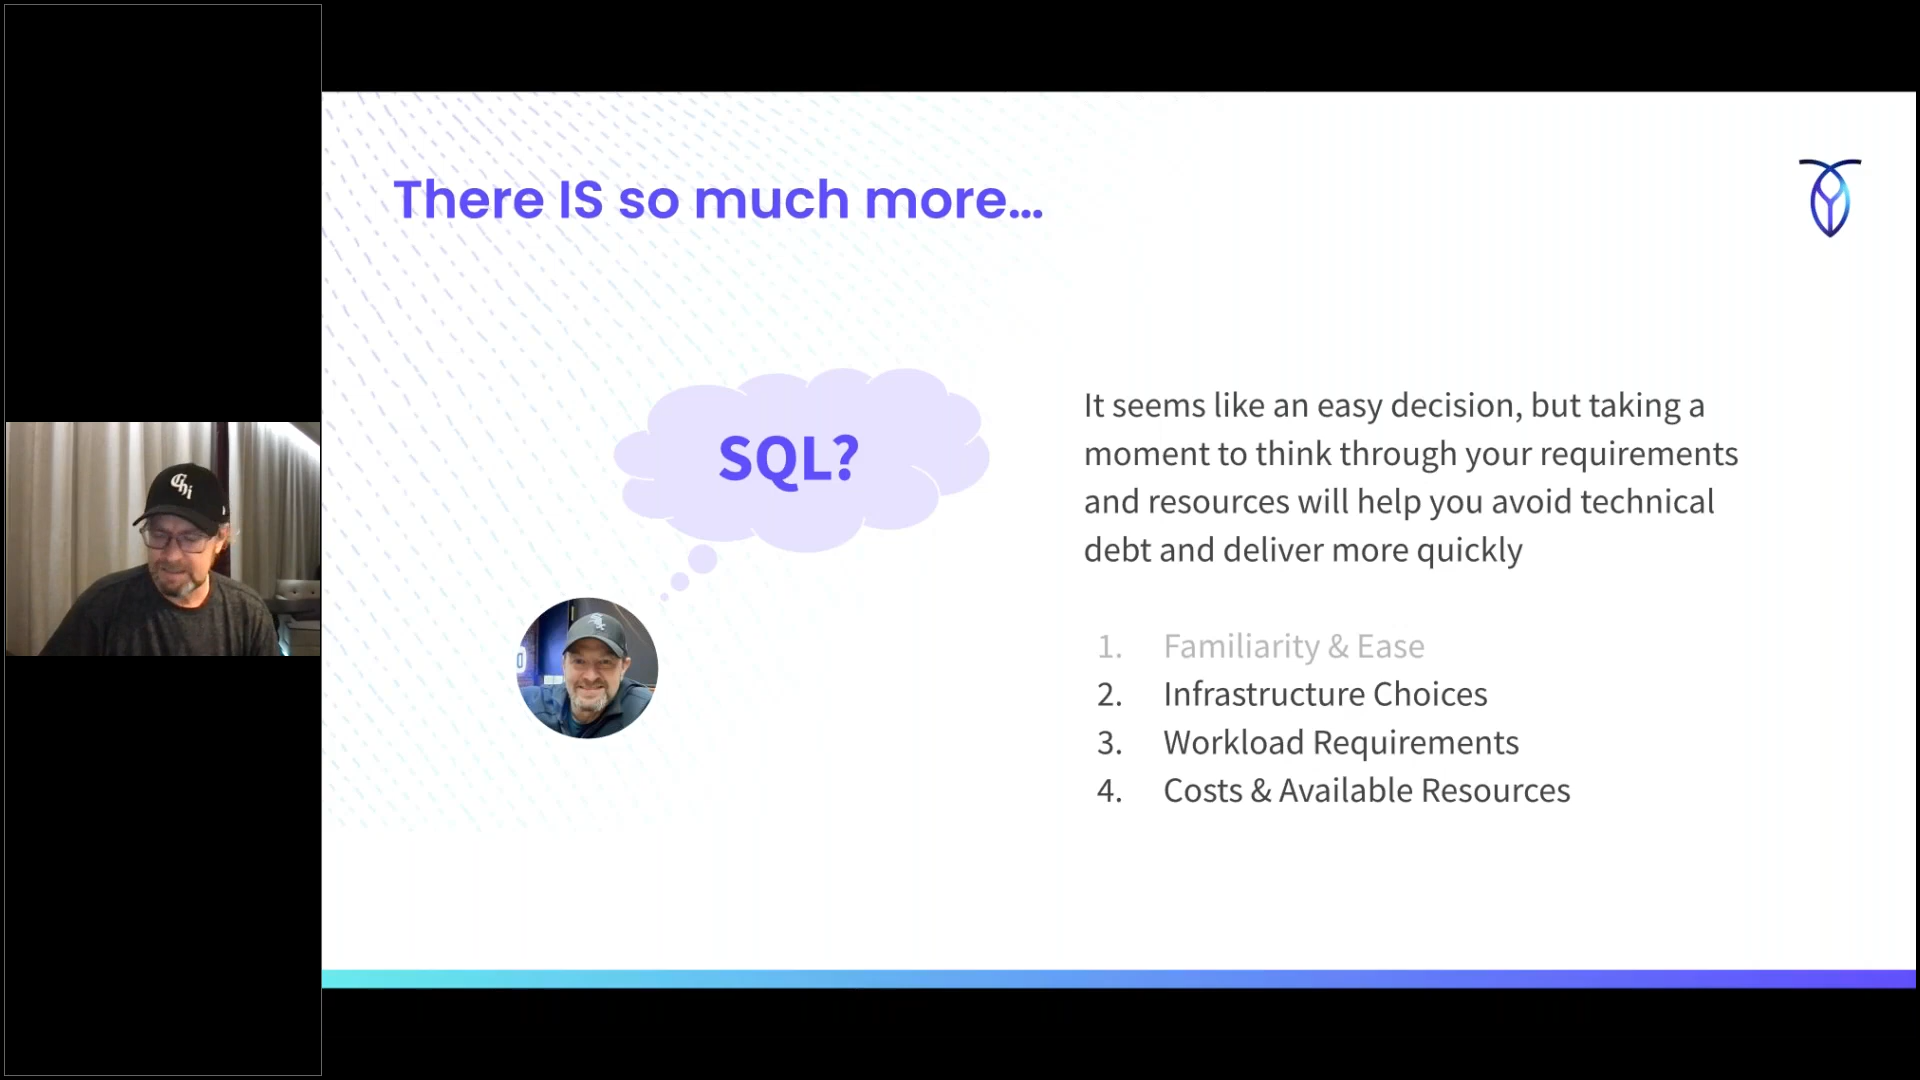 There IS so much more...
SQL?
It seems like an easy decision, but taking a
moment to think through your requirements
and resources will help you avoid technical
debt and deliver more quickly
1. Familiarity & Ease
2. Infrastructure Choices
3. Workload Requirements
4. Costs & Available Resources
Chi
0